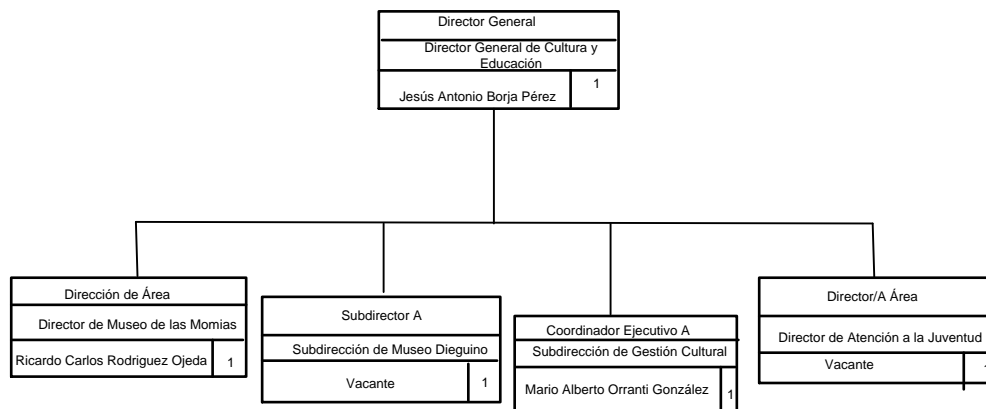 Director General
Director General de Cultura y
Educación
Jesús Antonio Borja Pérez
1
Dirección de Área
Director de Museo de las Momias
Ricardo Carlos Rodriguez Ojeda
1
Subdirector A
Subdirección de Museo Dieguino
Vacante
1
Coordinador Ejecutivo A
Subdirección de Gestión Cultural
Mario Alberto Orranti González
1
Director/A Área
Director de Atención a la Juventud
Vacante
1